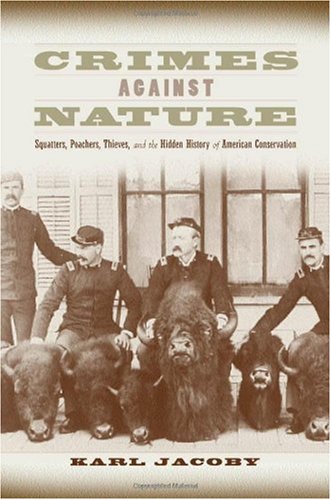 CRIMES
AGAINST
NATURE
Squatters, Poachers, Thieves, and the Hidden History of American Conservation
KARL JACOBY